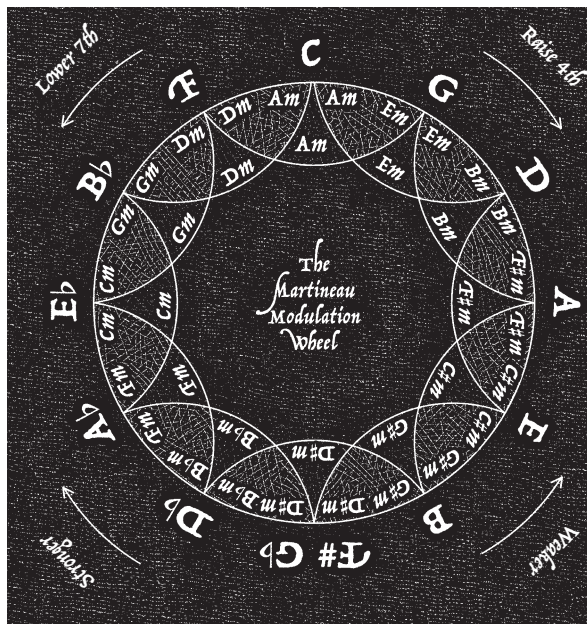 Lower 7th
Raise 4th
C
G
D
A
E
B
F♯ G♭
D♭
A♭
E♭
B♭
F
Am Em
Em Bm
Bm F♯m
F♯m C♯m
C♯m G♯m
G♯m D♯m
D♯m B♭m
B♭m Fm
Fm Cm
Cm Gm
Gm Dm
Dm Am
Am
Em
Bm
F♯m
C♯m
G♯m
D♯m
B♭m
Fm
Cm
Gm
Dm
The
Martineau
Modulation
Wheel
Stronger
Weaker